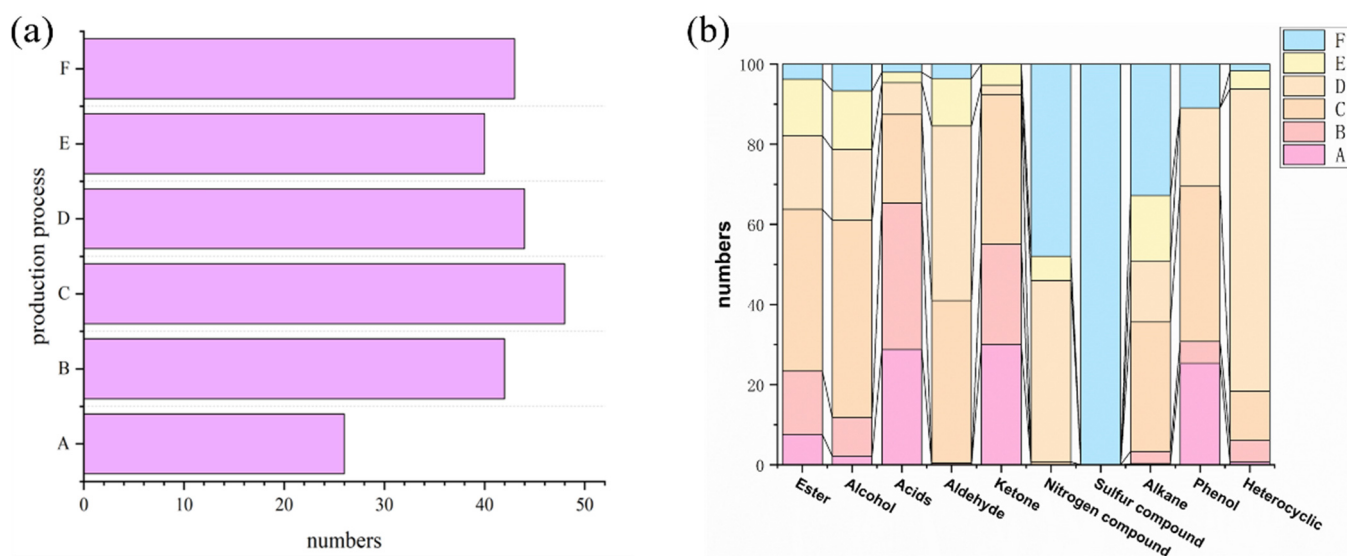 (a)
F
E
D
C
B
A
production process
0 10 20 30 40 50
numbers
(b)
F
E
D
C
B
A
100
80
60
40
20
0
numbers
Ester
Alcohol
Acids
Aldehyde
Ketone
Nitrogen compound
Sulfur compound
Alkane
Phenol
Heterocyclic